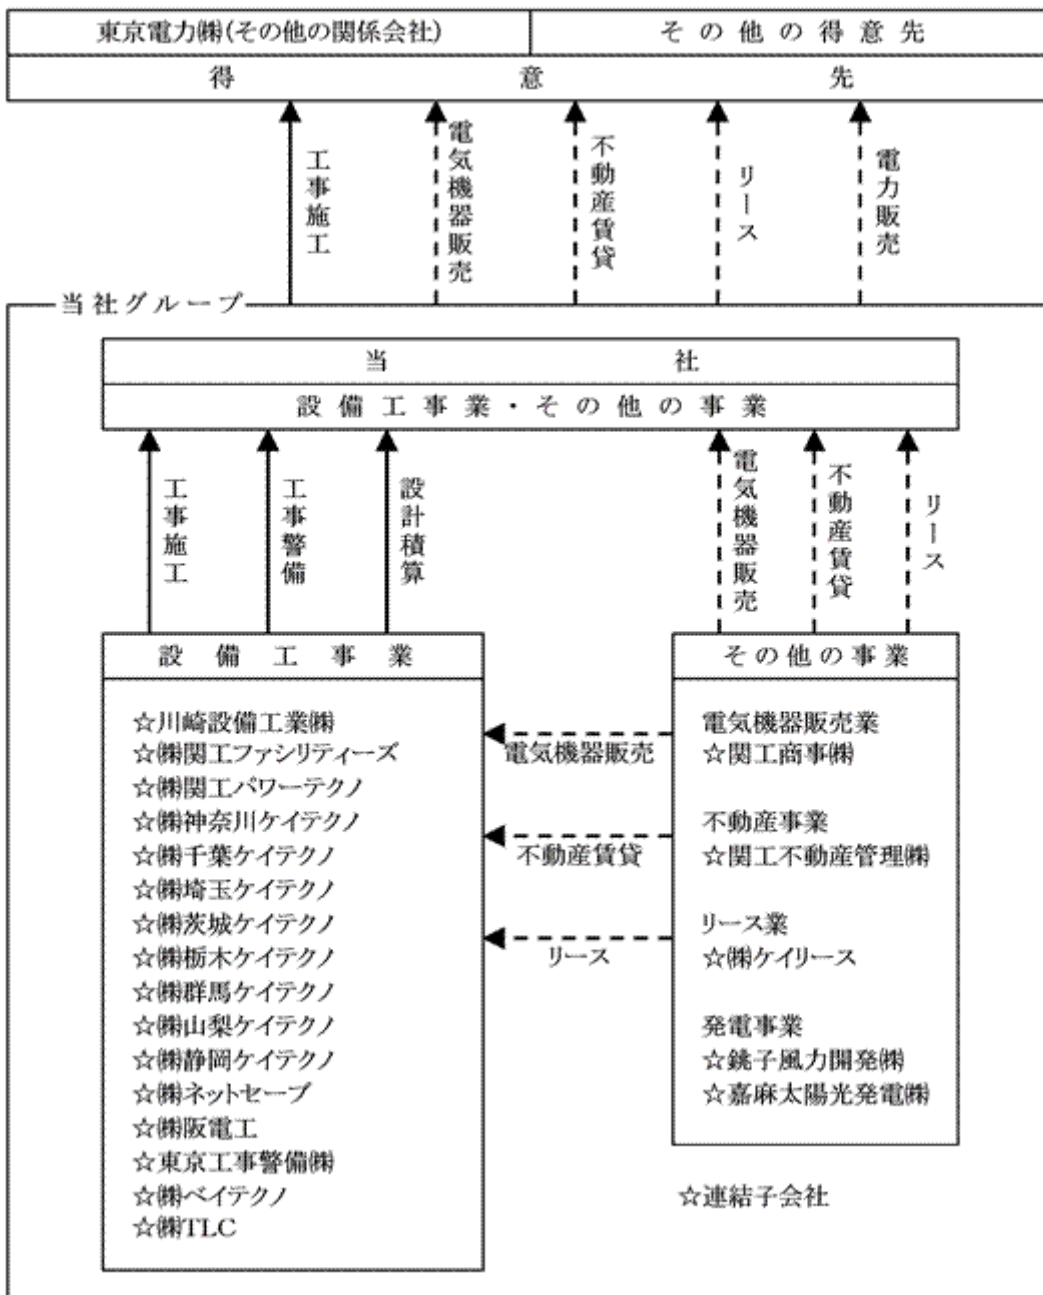 東京電力㈱(その他の関係会社)
その他の得意先
得意先
工事施工
電気機器販売
不動産賃貸
リース
電力販売
当社グループ
当社
設備工事業・その他の事業
工事施工
工事警備
設計積算
電気機器販売
不動産賃貸
リース
設備工事業
☆川崎設備工業㈱
☆㈱関工ファシリティーズ
☆㈱関工パワーテクノ
☆㈱神奈川ケイテクノ
☆㈱千葉ケイテクノ
☆㈱埼玉ケイテクノ
☆㈱茨城ケイテクノ
☆㈱栃木ケイテクノ
☆㈱群馬ケイテクノ
☆㈱山梨ケイテクノ
☆㈱静岡ケイテクノ
☆㈱ネットセーブ
☆㈱阪電工
☆東京工事警備㈱
☆㈱ベイテクノ
☆㈱TLC
電気機器販売
不動産賃貸
リース
その他の事業
電気機器販売業
☆関工商事㈱
不動産事業
☆関工不動産管理㈱
リース業
☆㈱ケイリース
発電事業
☆銚子風力開発㈱
☆嘉麻太陽光発電㈱
☆連結子会社